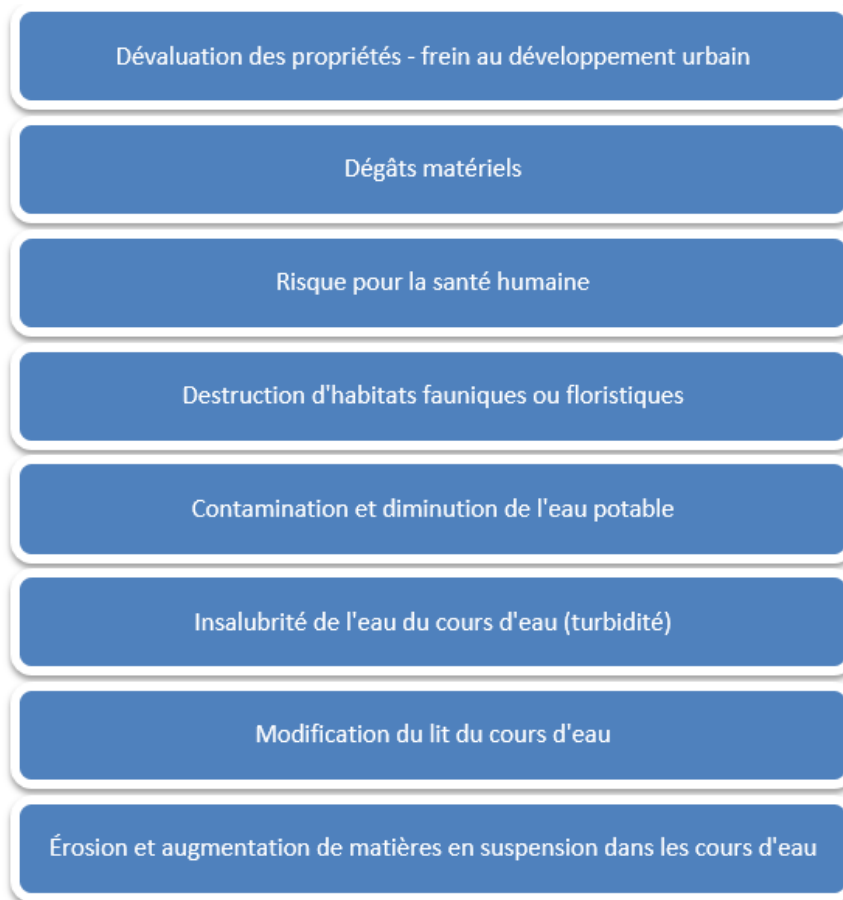 Dévaluation des propriétés - frein au développement urbain
Dégâts matériels
Risque pour la santé humaine
Destruction d'habitats fauniques ou floristiques
Contamination et diminution de l'eau potable
Insalubrité de l'eau du cours d'eau (turbidité)
Modification du lit du cours d'eau
Érosion et augmentation de matières en suspension dans les cours d'eau